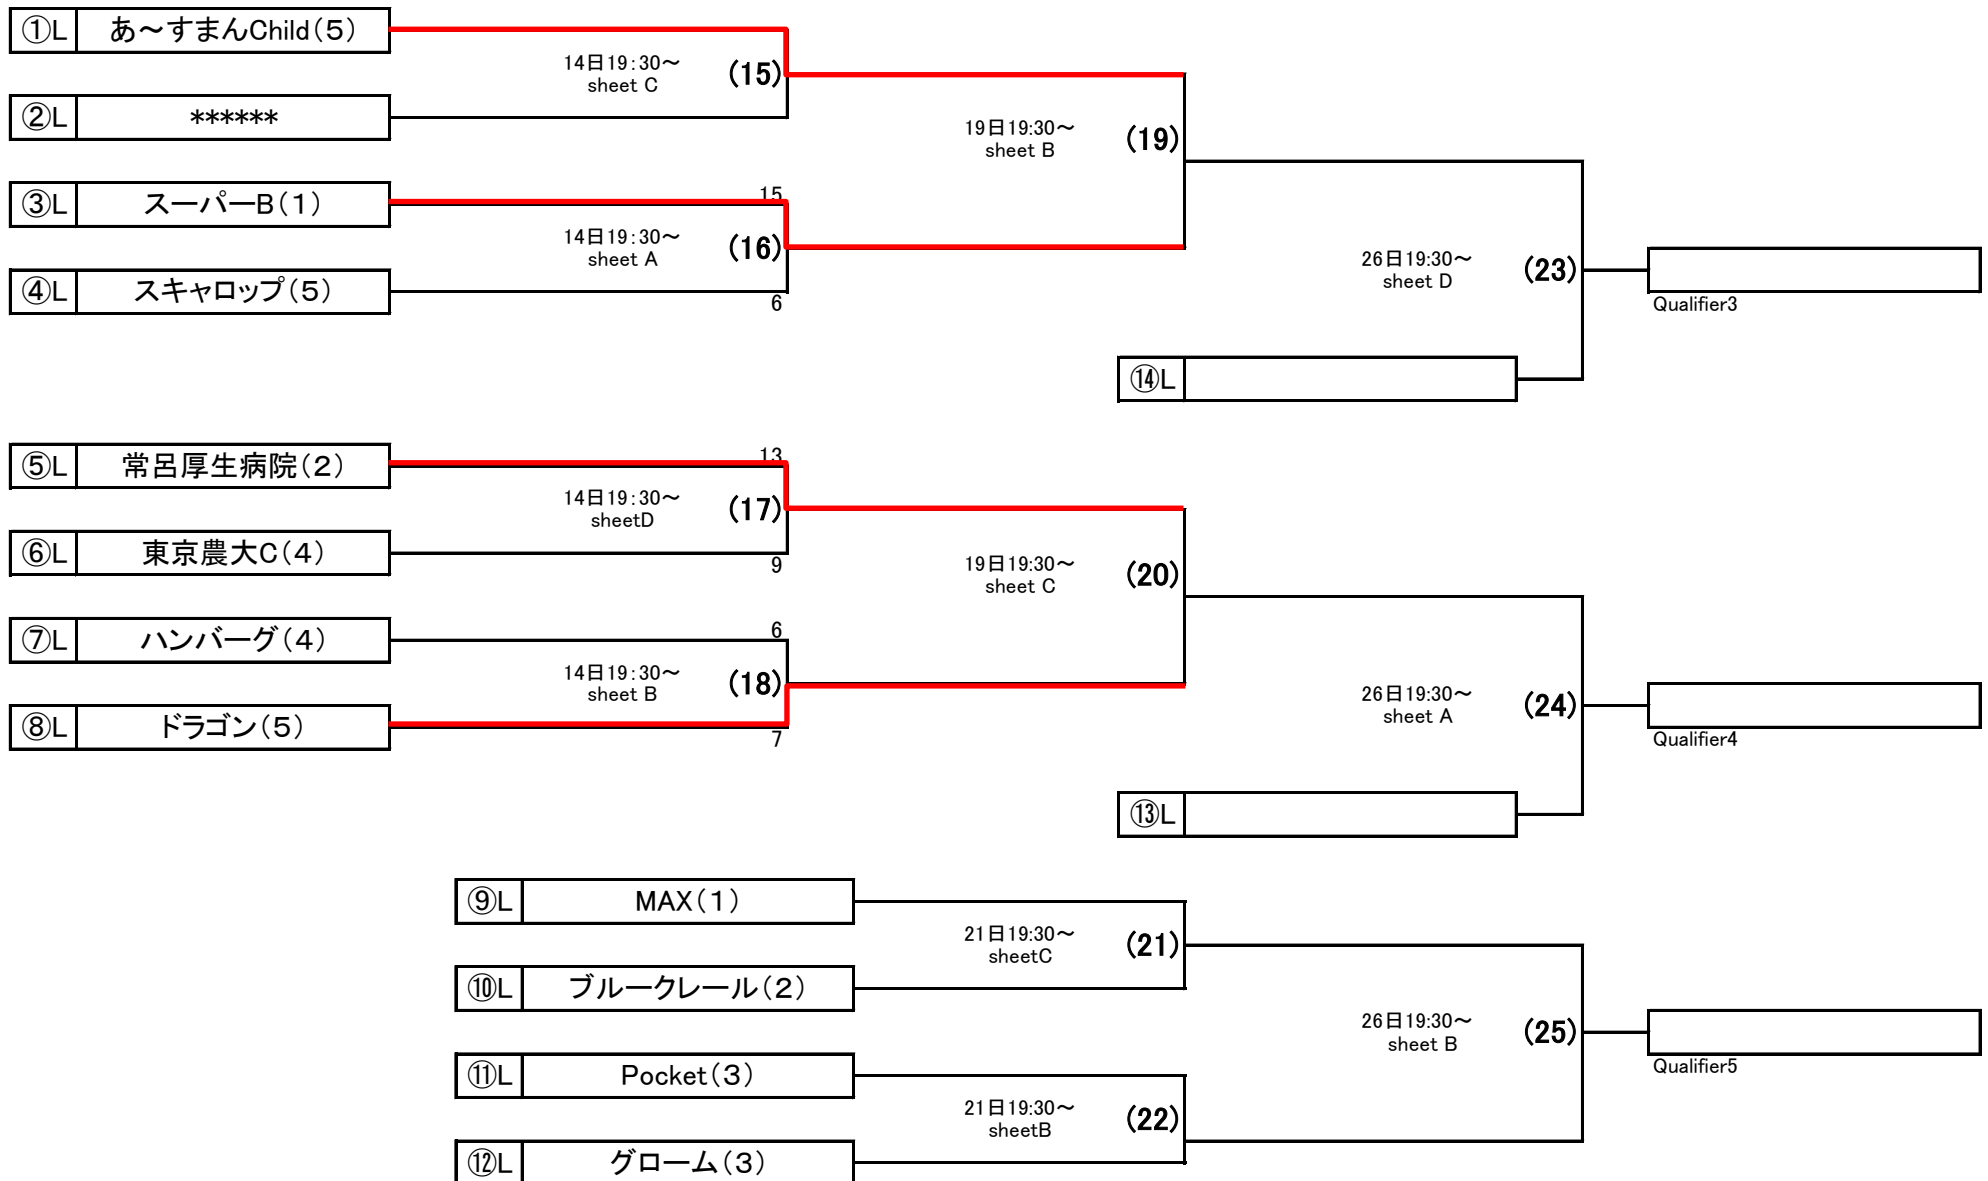 ①L あ～すまんChild(5)
14日19:30～
sheet C
(15)
②L ******
③L スーパーB(1)
15
14日19:30～
sheet A
(16)
④L スキャロップ(5)
6
19日19:30～
sheet B
(19)
26日19:30～
sheet D
(23)
Qualifier3
⑭L
⑤L 常呂厚生病院(2)
13
14日19:30～
sheetD
(17)
⑥L 東京農大C(4)
9
⑦L ハンバーグ(4)
6
14日19:30～
sheet B
(18)
⑧L ドラゴン(5)
7
19日19:30～
sheet C
(20)
26日19:30～
sheet A
(24)
Qualifier4
⑬L
⑨L MAX(1)
21日19:30～
sheetC
(21)
⑩L ブルークレール(2)
⑪L Pocket(3)
21日19:30～
sheetB
(22)
⑫L グローム(3)
26日19:30～
sheet B
(25)
Qualifier5